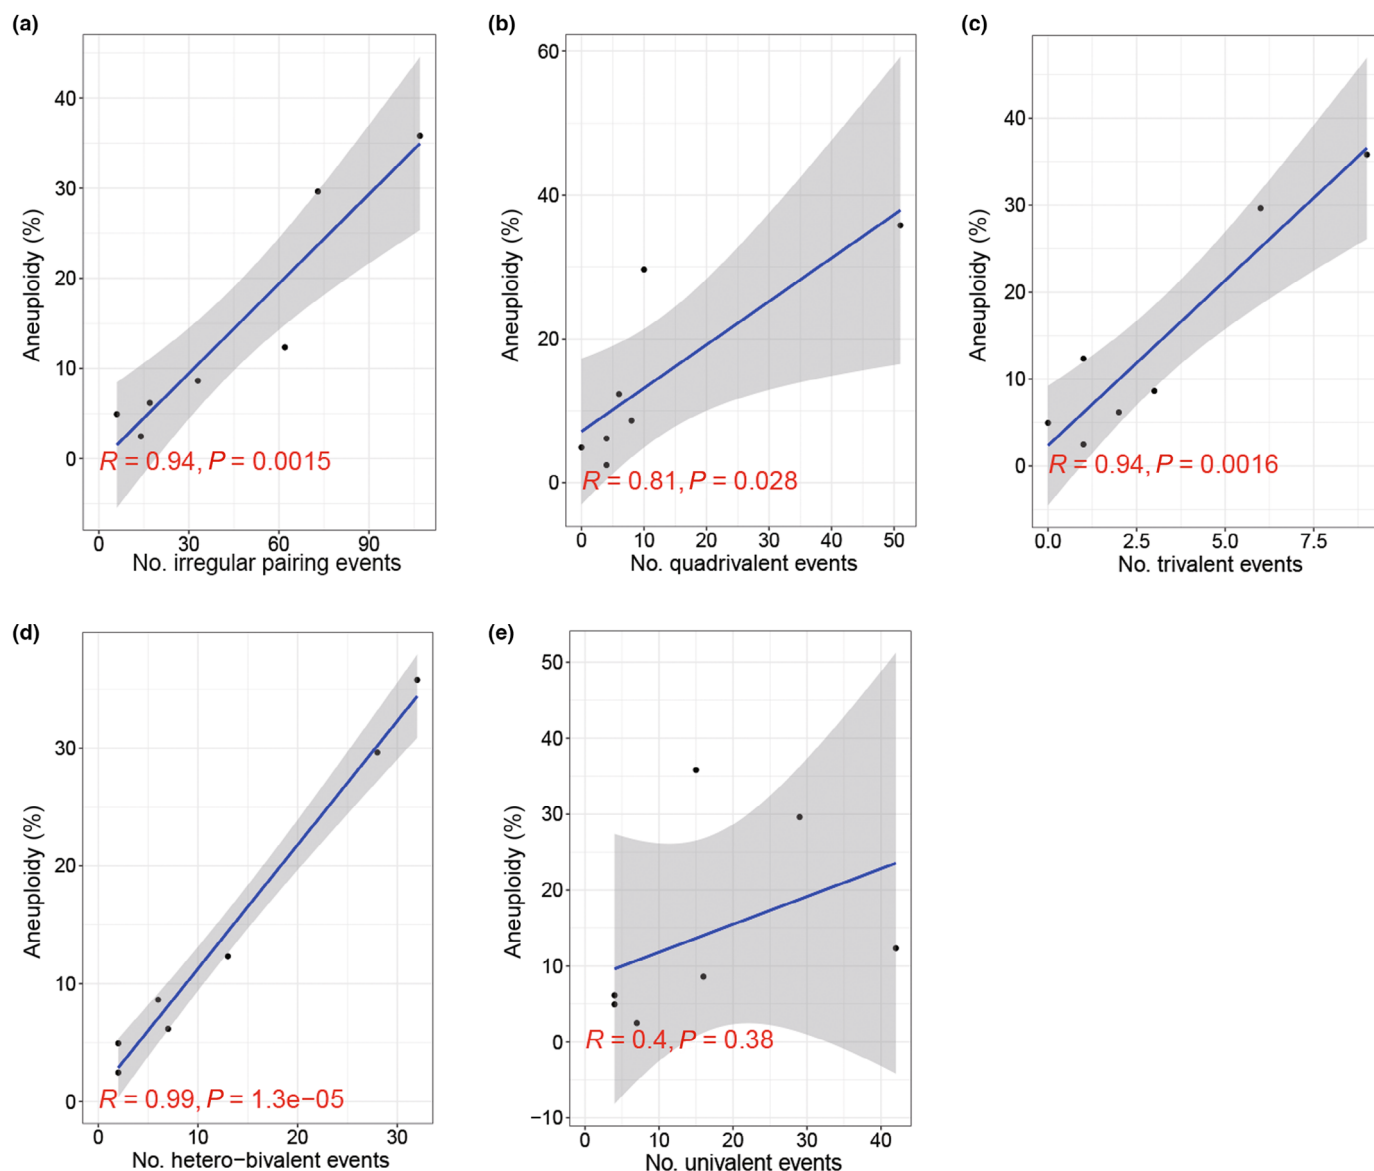 (a)
40
30
20
10
0
Aneuploidy (%)
R = 0.94, P = 0.0015
0 30 60 90
No. irregular pairing events
(b)
60
40
20
0
Aneuploidy (%)
R = 0.81, P = 0.028
0 10 20 30 40 50
No. quadrivalent events
(c)
40
30
20
10
0
Aneuploidy (%)
R = 0.94, P = 0.0016
0.0 2.5 5.0 7.5
No. trivalent events
(d)
30
20
10
0
Aneuploidy (%)
R = 0.99, P = 1.3e−05
0 10 20 30
No. hetero−bivalent events
(e)
50
40
30
20
10
0
−10
Aneuploidy (%)
R = 0.4, P = 0.38
0 10 20 30 40
No. univalent events